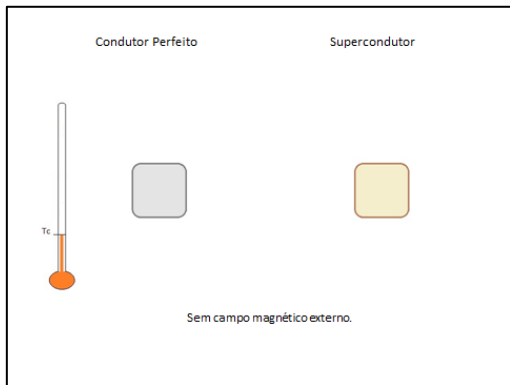 Condutor Perfeito
Supercondutor
Tc
Sem campo magnético externo.